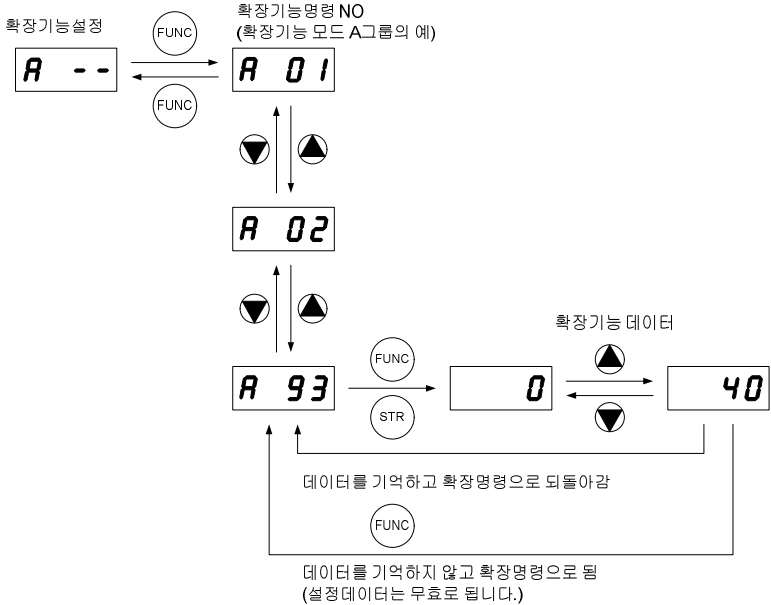 확장기능설정
확장기능명령 NO
(확장기능 모드 A그룹의 예)
FUNC
A --
A 01
FUNC
A 02
확장기능 데이터
FUNC
A 93
0
40
STR
데이터를 기억하고 확장명령으로 되돌아감
FUNC
데이터를 기억하지 않고 확장명령으로 됨
(설정데이터는 무효로 됩니다.)